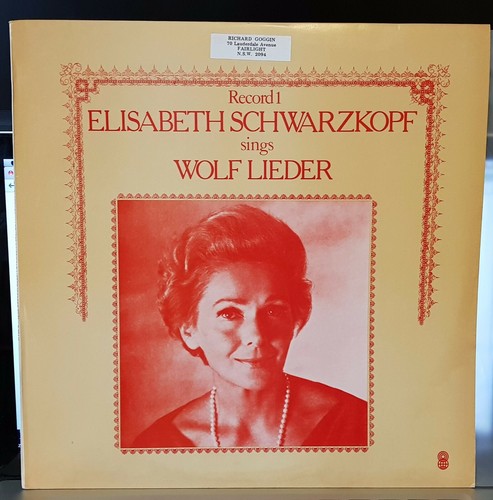 RICHARD GOGGIN
70 Lauderdale Avenue
FAIRLIGHT
N.S.W. 2094
Record 1
ELISABETH SCHWARZKOPF
sings
WOLF LIEDER